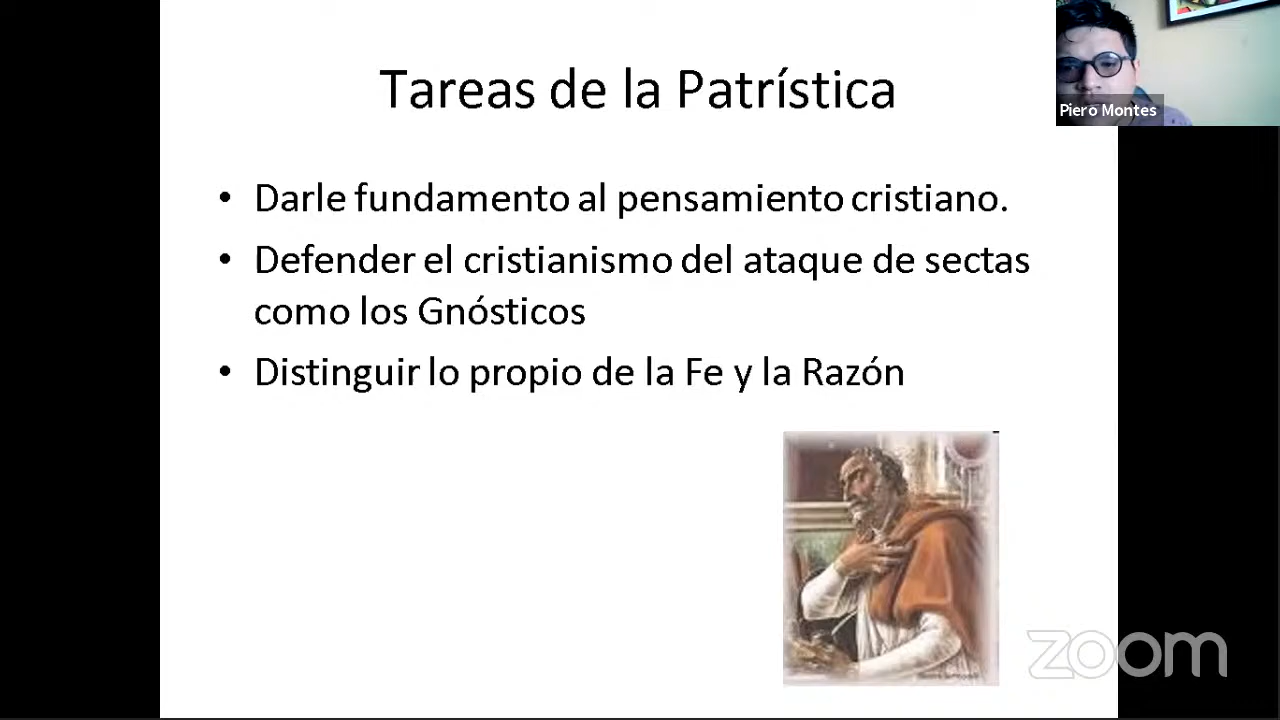 Tareas de la Patrística
Piero Montes
• Darle fundamento al pensamiento cristiano.
• Defender el cristianismo del ataque de sectas
como los Gnósticos
• Distinguir lo propio de la Fe y la Razón
zoom